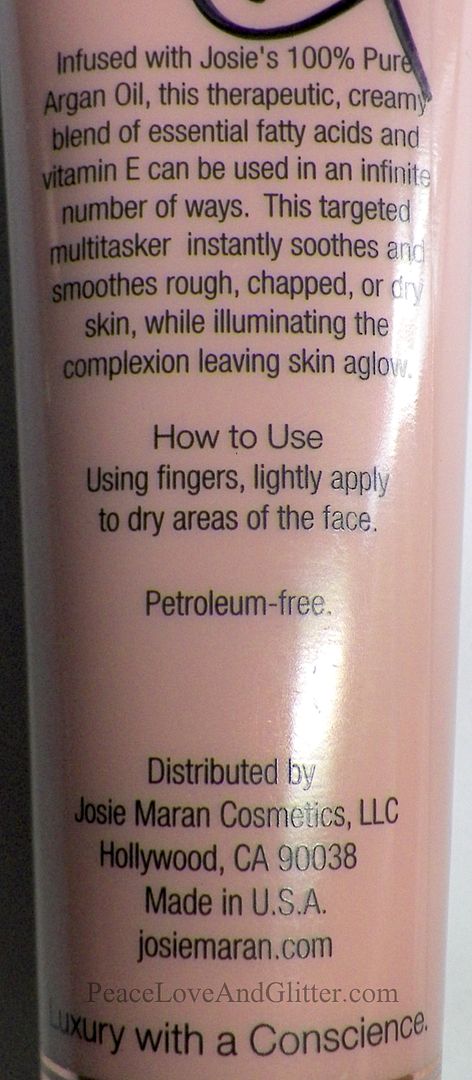 Infused with Josie's 100% Pure
Argan Oil, this therapeutic, creamy
blend of essential fatty acids and
vitamin E can be used in an infinite
number of ways. This targeted
multitasker instantly soothes and
smoothes rough, chapped, or dry
skin, while illuminating the
complexion leaving skin aglow.
How to Use
Using fingers, lightly apply
to dry areas of the face.
Petroleum-free.
Distributed by
Josie Maran Cosmetics, LLC
Hollywood, CA 90038
Made in U.S.A.
josiemaran.com
PeaceLoveAndGlitter.com
Luxury with a Conscience.